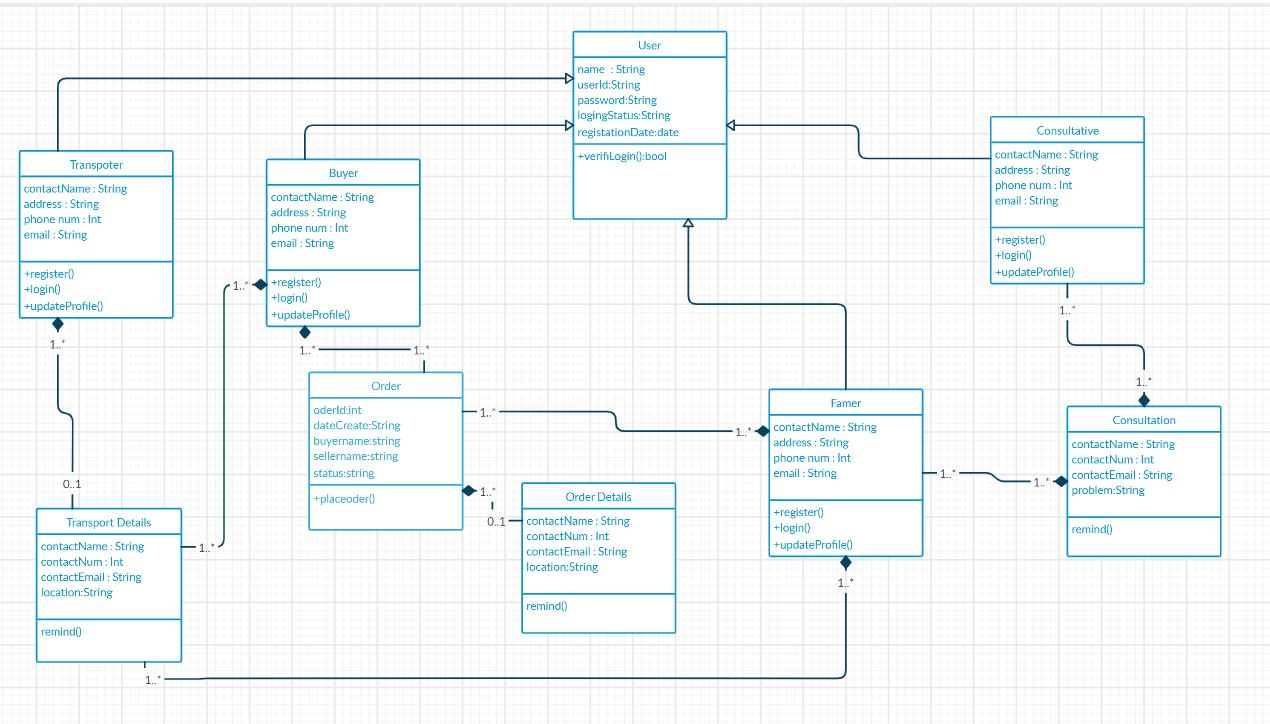 User
name : String
userId:String
password:String
logingStatus:String
registationDate:date
+verifiLogin():bool
Transpoter
contactName : String
address : String
phone num : Int
email : String
+register()
+login()
+updateProfile()
Buyer
contactName : String
address : String
phone num : Int
email : String
+register()
+login()
+updateProfile()
Consultative
contactName : String
address : String
phone num : Int
email : String
+register()
+login()
+updateProfile()
1..*
1..*
1..*
1..*
1..*
1..*
Order
oderId:int
dateCreate:String
buyername:string
sellername:string
status:string
+placeoder()
1..*
1..*
Famer
contactName : String
address : String
phone num : Int
email : String
+register()
+login()
+updateProfile()
Consultation
contactName : String
contactNum : Int
contactEmail : String
problem:String
remind()
1..*
1..*
0..1
1..*
0..1
Order Details
contactName : String
contactNum : Int
contactEmail : String
location:String
remind()
Transport Details
contactName : String
contactNum : Int
contactEmail : String
location:String
remind()
1..*
1..*
1..*